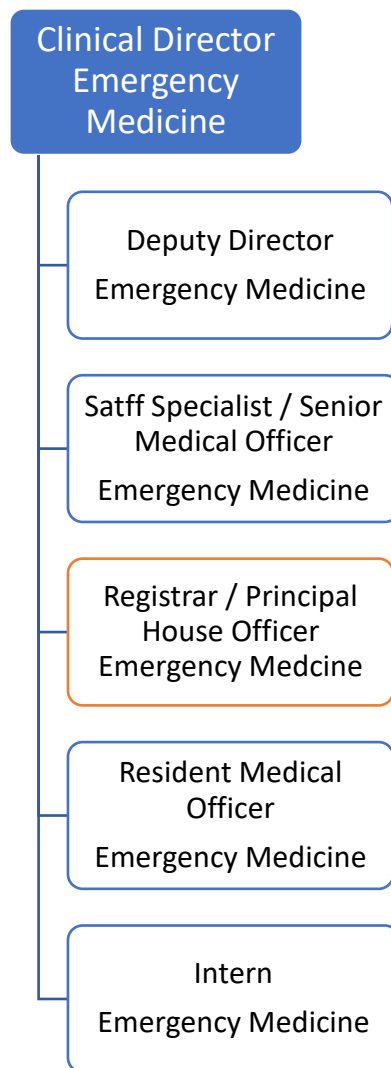 Clinical Director
Emergency
Medicine
Deputy Director
Emergency Medicine
Satff Specialist / Senior
Medical Officer
Emergency Medicine
Registrar / Principal
House Officer
Emergency Medcine
Resident Medical
Officer
Emergency Medicine
Intern
Emergency Medicine